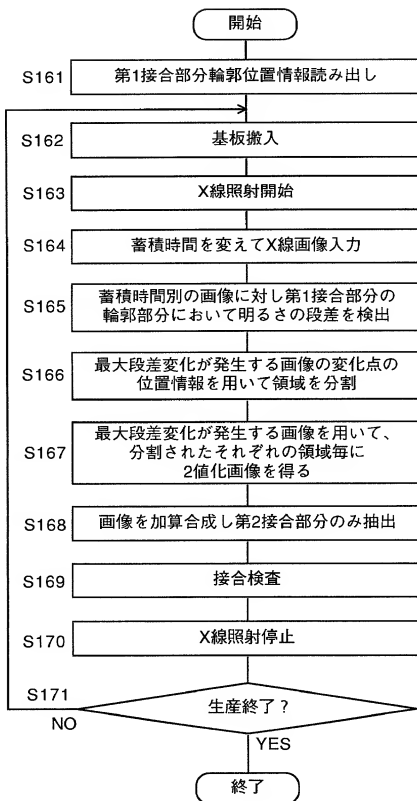 開始
S161
第1接合部分輪郭位置情報読み出し
S162
基板搬入
S163
X線照射開始
S164
蓄積時間を変えてX線画像入力
S165
蓄積時間別の画像に対し第1接合部分の
輪郭部分において明るさの段差を検出
S166
最大段差変化が発生する画像の変化点の
位置情報を用いて領域を分割
S167
最大段差変化が発生する画像を用いて、
分割されたそれぞれの領域毎に
2値化画像を得る
S168
画像を加算合成し第2接合部分のみ抽出
S169
接合検査
S170
X線照射停止
S171
生産終了?
NO
YES
終了